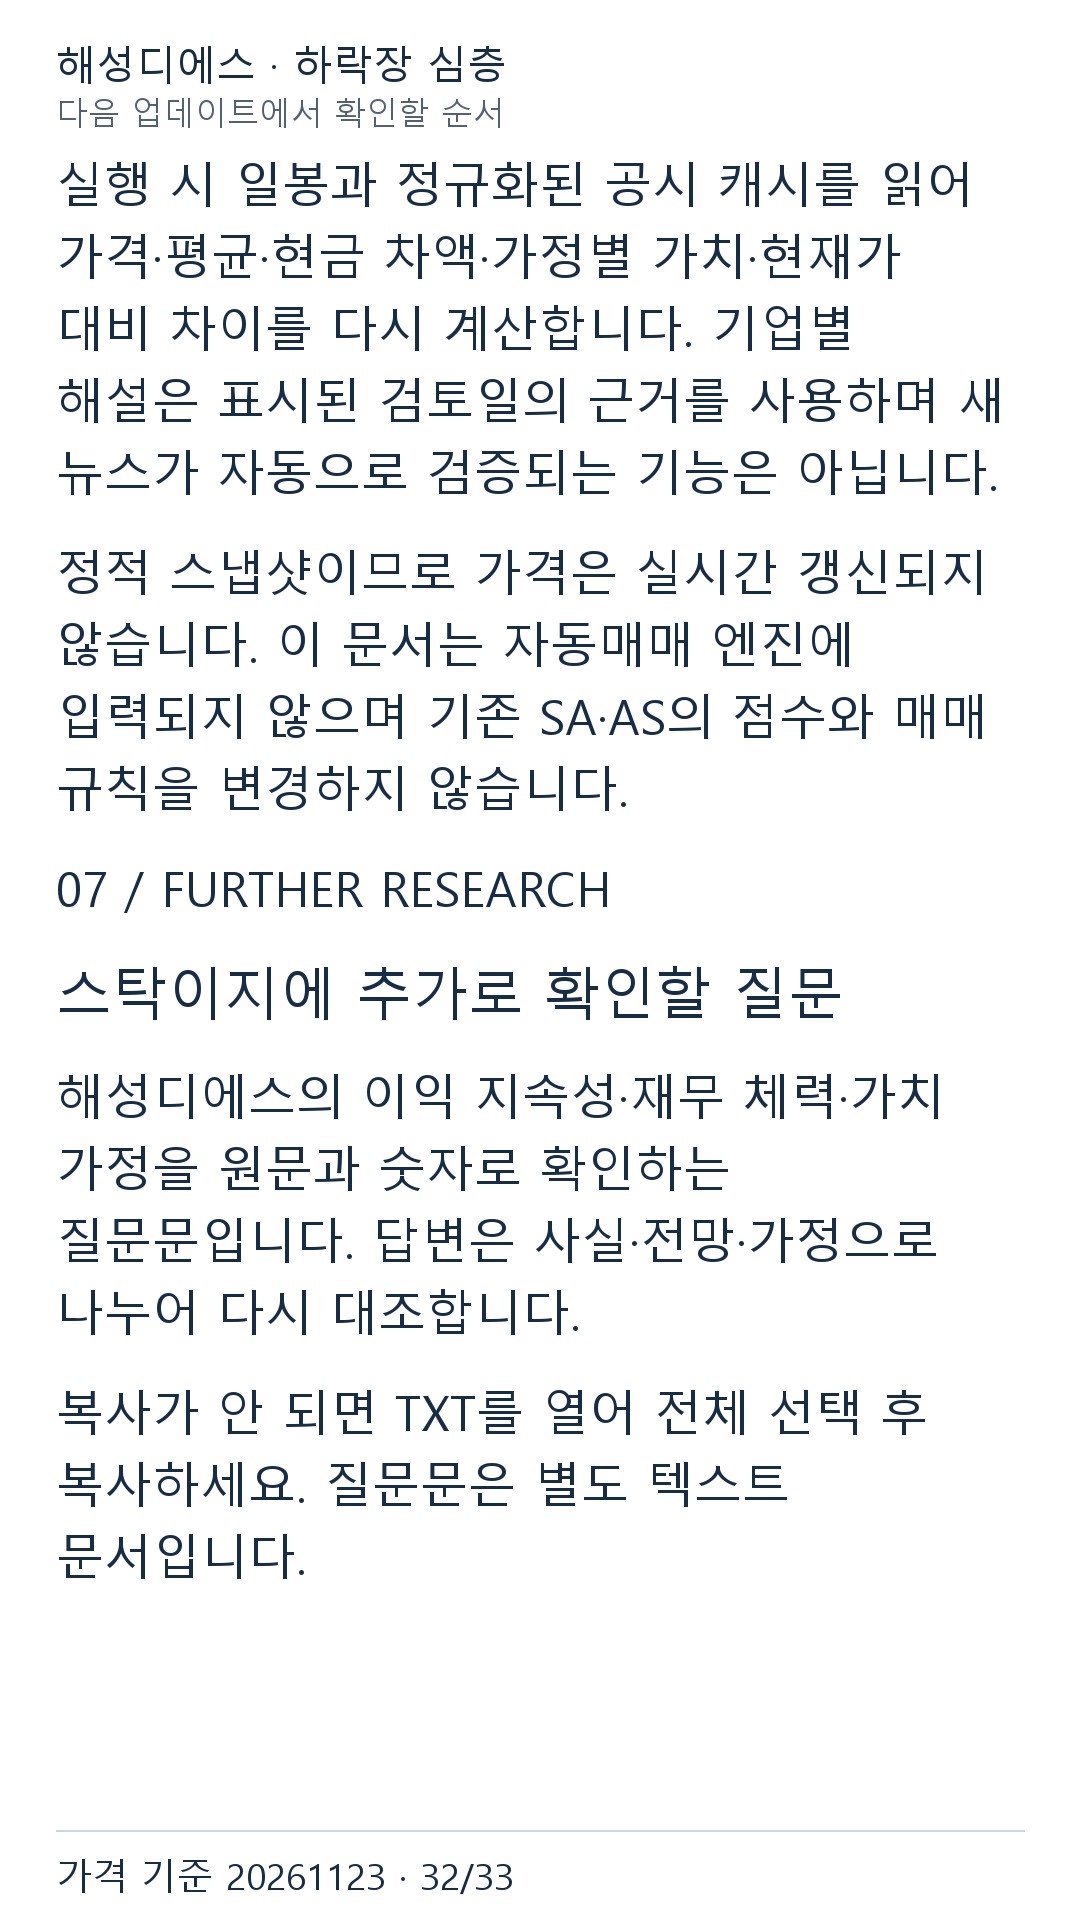 해성디에스 · 하락장 심층
다음 업데이트에서 확인할 순서
실행 시 일봉과 정규화된 공시 캐시를 읽어
가격·평균·현금 차액·가정별 가치·현재가
대비 차이를 다시 계산합니다. 기업별
해설은 표시된 검토일의 근거를 사용하며 새
뉴스가 자동으로 검증되는 기능은 아닙니다.
정적 스냅샷이므로 가격은 실시간 갱신되지
않습니다. 이 문서는 자동매매 엔진에
입력되지 않으며 기존 SA·AS의 점수와 매매
규칙을 변경하지 않습니다.
07 / FURTHER RESEARCH
스탁이지에 추가로 확인할 질문
해성디에스의 이익 지속성·재무 체력·가치
가정을 원문과 숫자로 확인하는
질문문입니다. 답변은 사실·전망·가정으로
나누어 다시 대조합니다.
복사가 안 되면 TXT를 열어 전체 선택 후
복사하세요. 질문문은 별도 텍스트
문서입니다.
가격 기준 20261123 · 32/33